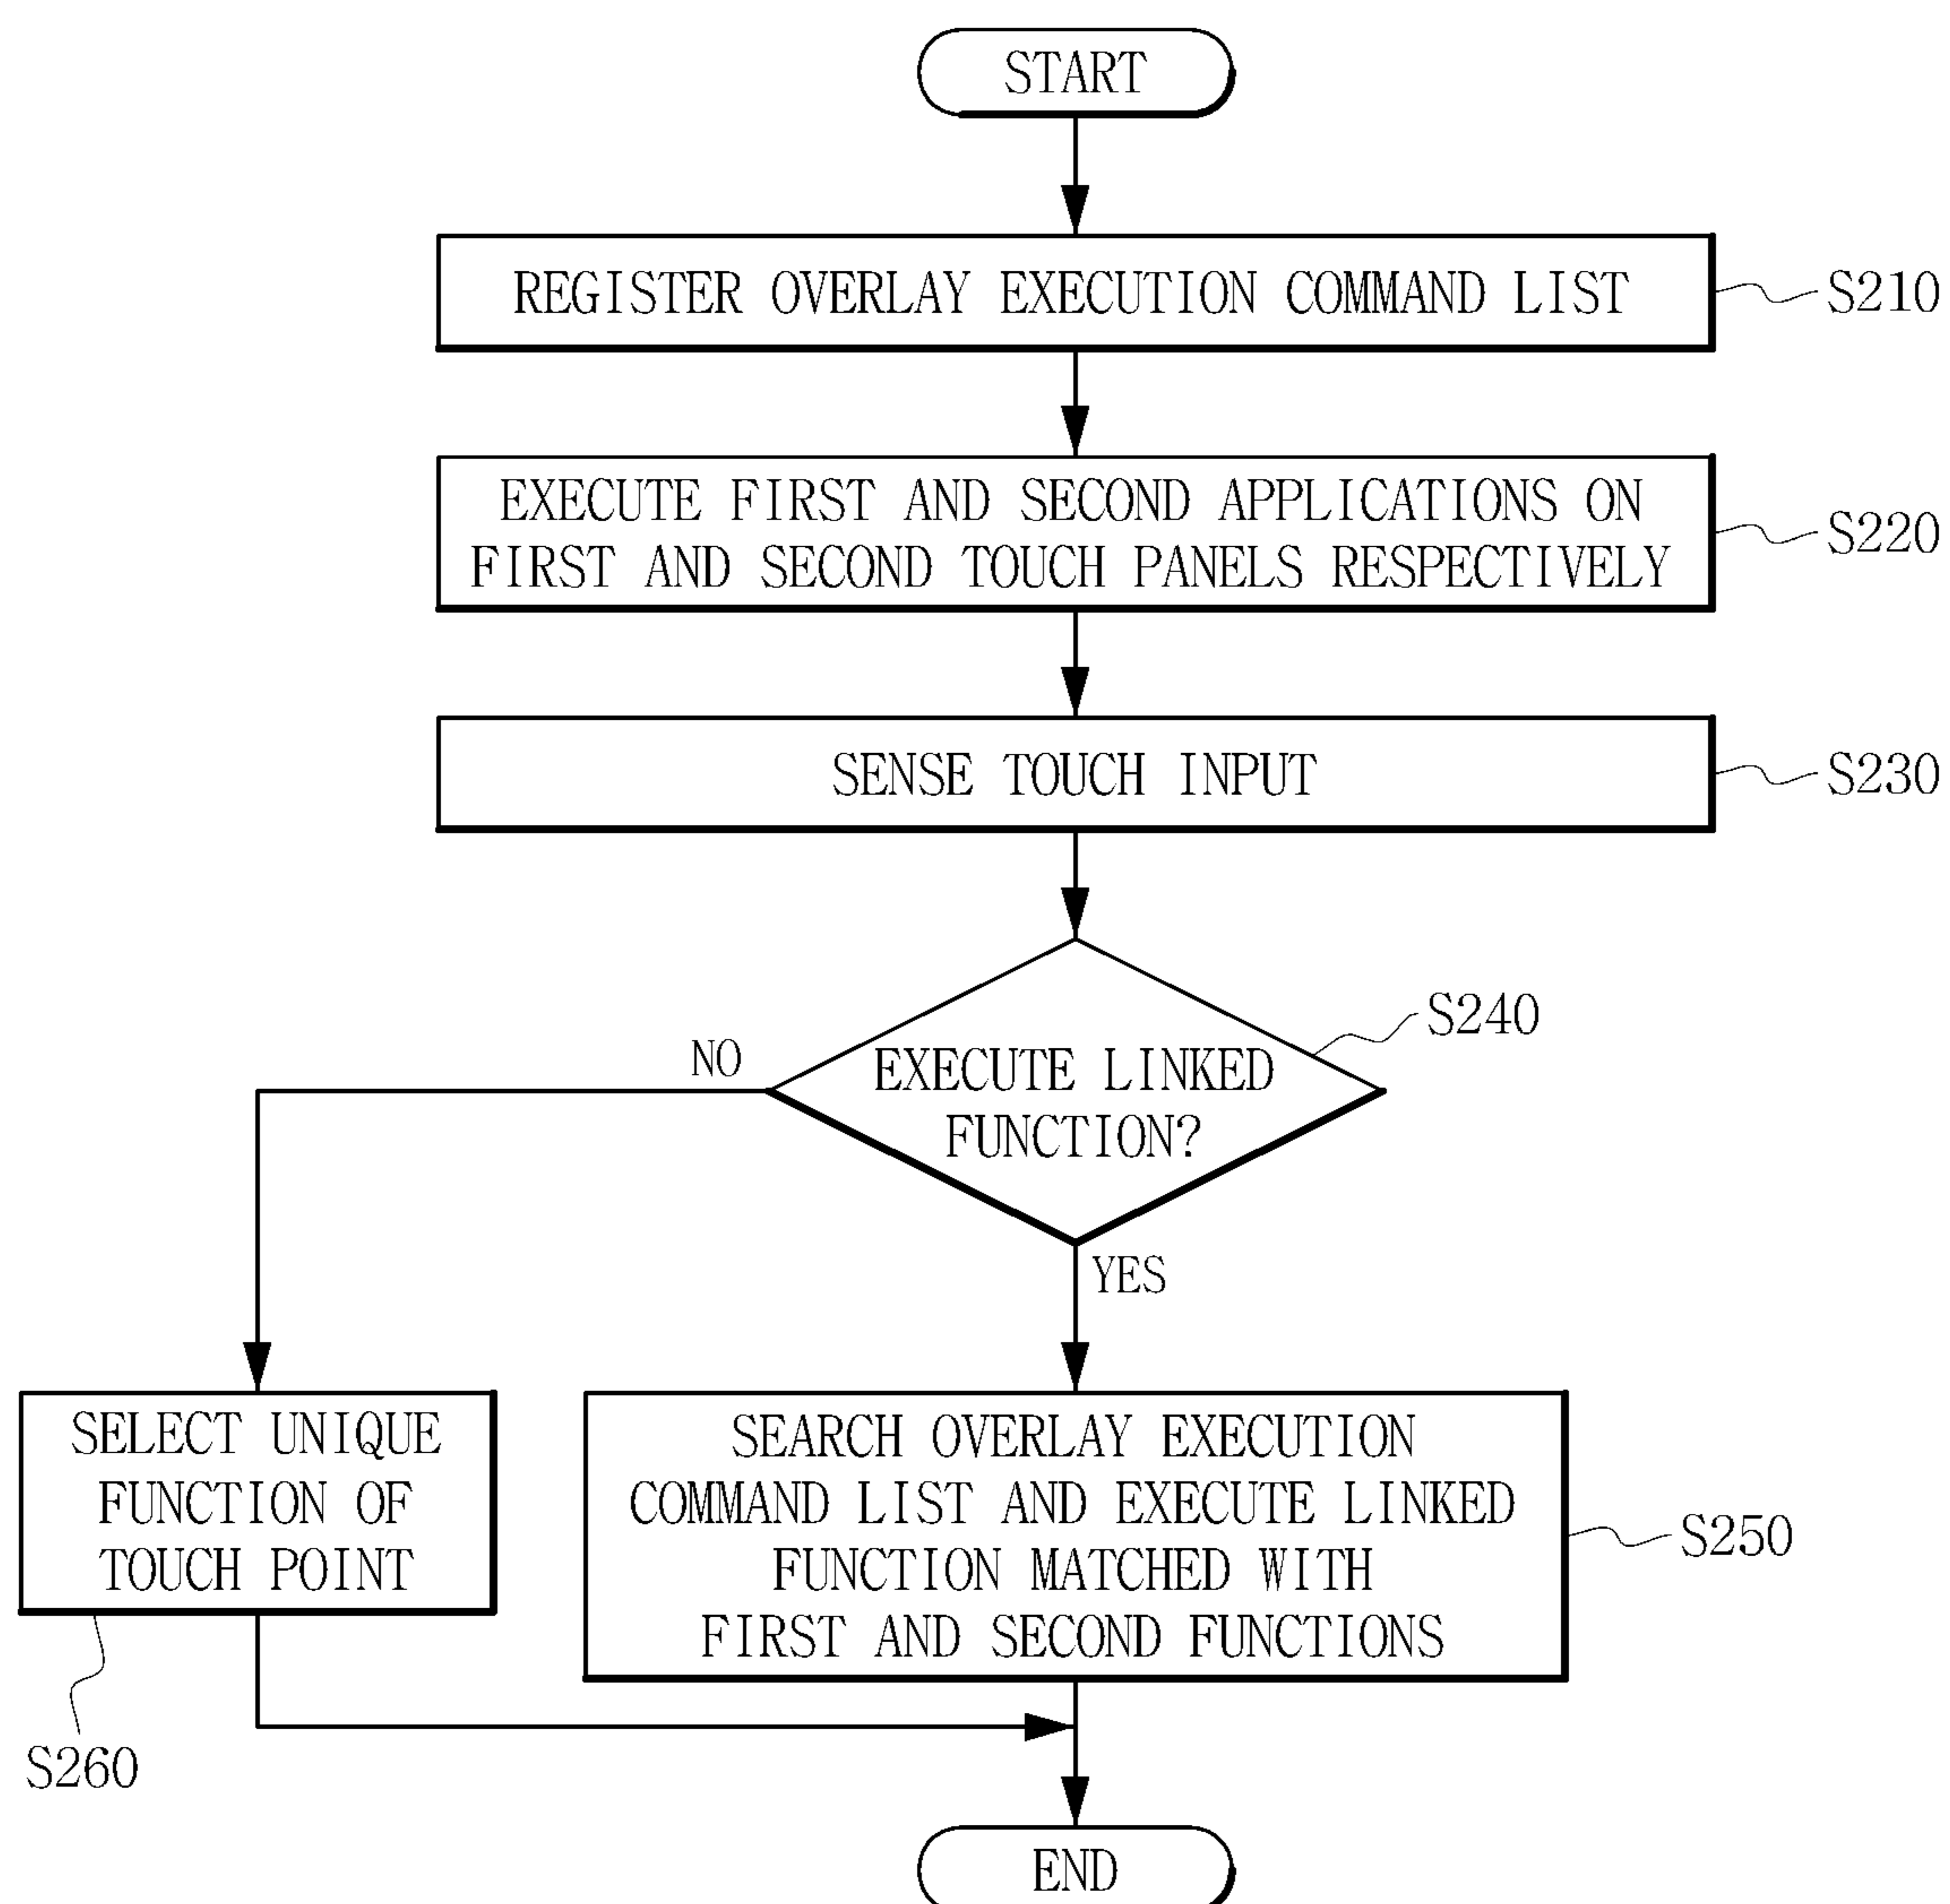 START
REGISTER OVERLAY EXECUTION COMMAND LIST
S210
EXECUTE FIRST AND SECOND APPLICATIONS ON
FIRST AND SECOND TOUCH PANELS RESPECTIVELY
S220
SENSE TOUCH INPUT
S230
S240
EXECUTE LINKED
FUNCTION?
NO
YES
SELECT UNIQUE
FUNCTION OF
TOUCH POINT
S260
SEARCH OVERLAY EXECUTION
COMMAND LIST AND EXECUTE LINKED
FUNCTION MATCHED WITH
FIRST AND SECOND FUNCTIONS
S250
END